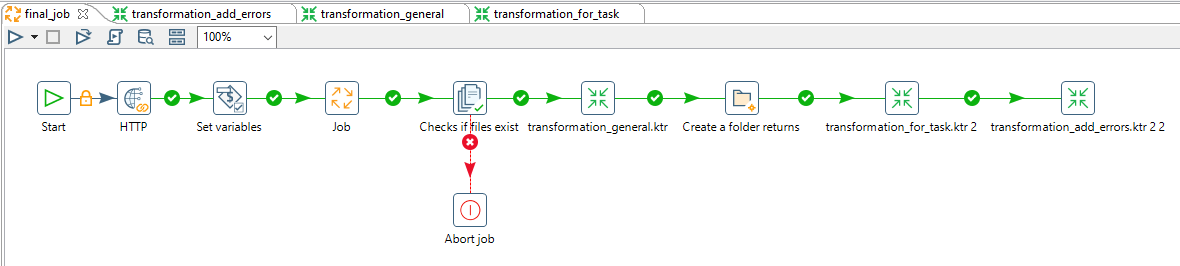 final_job
transformation_add_errors
transformation_general
transformation_for_task
100%
Start
HTTP
Set variables
Job
Checks if files exist
transformation_general.ktr
Create a folder returns
transformation_for_task.ktr 2
transformation_add_errors.ktr 2 2
Abort job